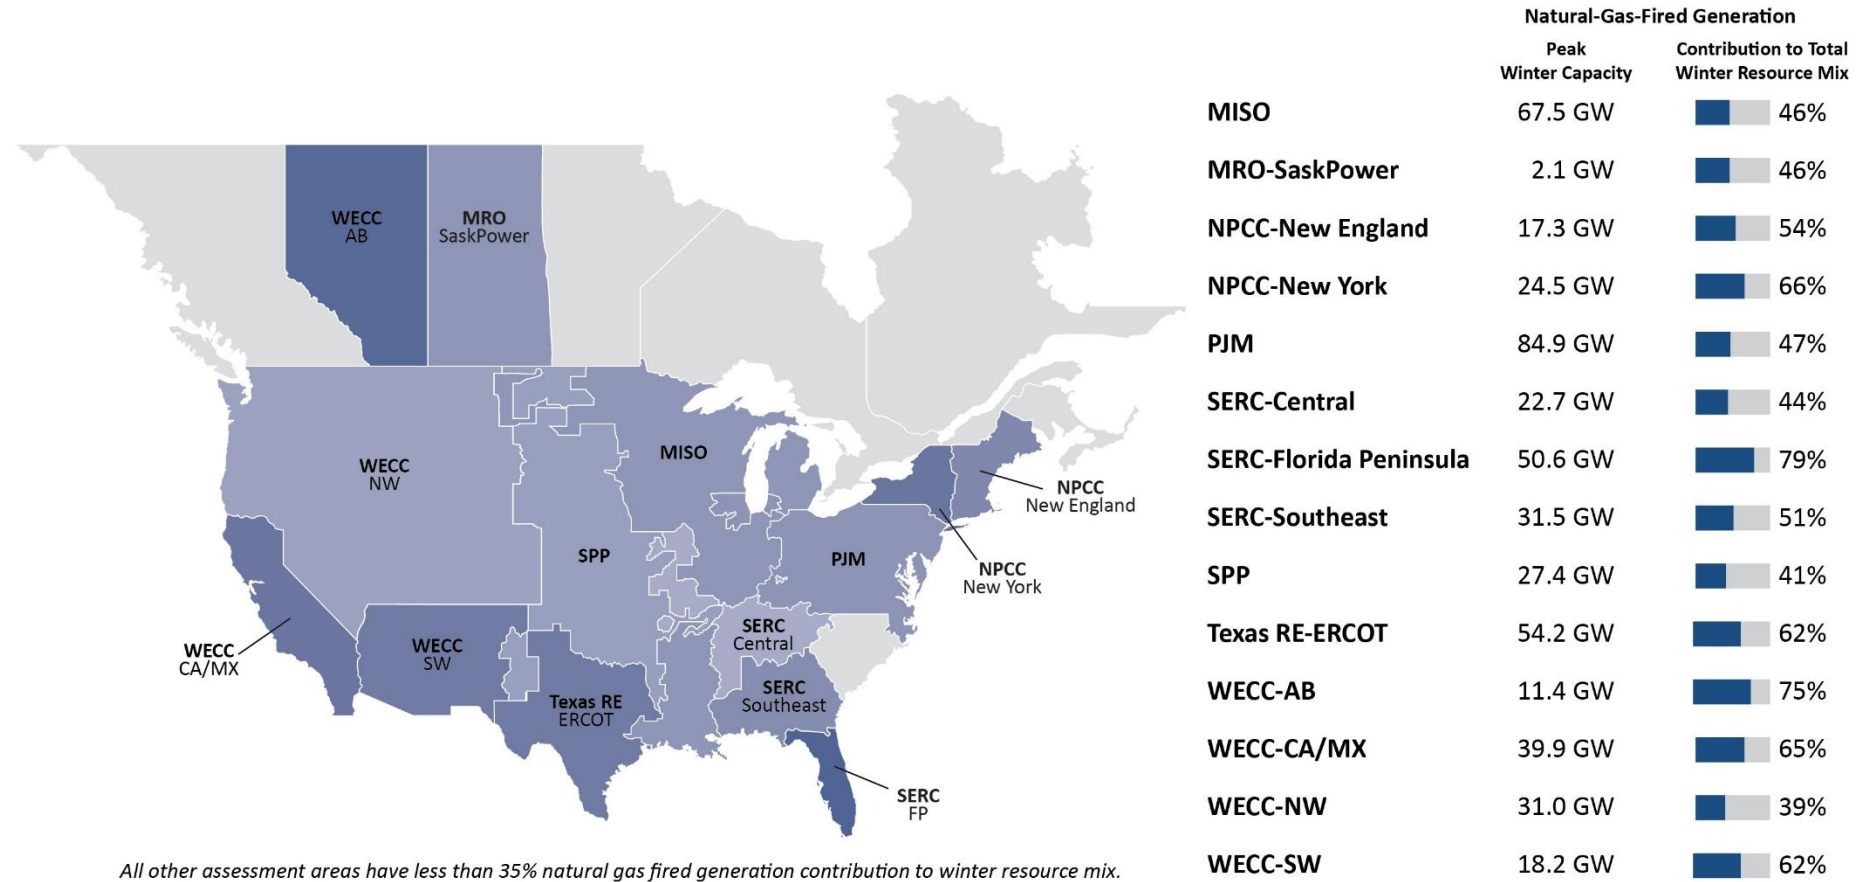 Natural-Gas-Fired Generation
Peak
Winter Capacity
Contribution to Total
Winter Resource Mix
MISO 67.5 GW 46%
MRO-SaskPower 2.1 GW 46%
NPCC-New England 17.3 GW 54%
NPCC-New York 24.5 GW 66%
PJM 84.9 GW 47%
SERC-Central 22.7 GW 44%
SERC-Florida Peninsula 50.6 GW 79%
SERC-Southeast 31.5 GW 51%
SPP 27.4 GW 41%
Texas RE-ERCOT 54.2 GW 62%
WECC-AB 11.4 GW 75%
WECC-CA/MX 39.9 GW 65%
WECC-NW 31.0 GW 39%
WECC-SW 18.2 GW 62%
WECC
AB
MRO
SaskPower
WECC
NW
MISO
NPCC
New England
SPP
PJM
NPCC
New York
WECC
CA/MX
WECC
SW
SERC
Central
Texas RE
ERCOT
SERC
Southeast
SERC
FP
All other assessment areas have less than 35% natural gas fired generation contribution to winter resource mix.